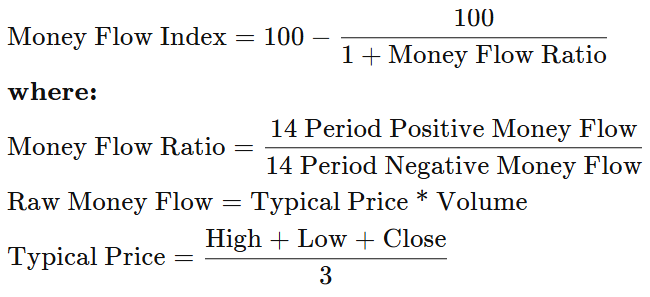 Money Flow Index = 100 − 100 / 1 + Money Flow Ratio
where:
Money Flow Ratio = 14 Period Positive Money Flow / 14 Period Negative Money Flow
Raw Money Flow = Typical Price * Volume
Typical Price = High + Low + Close / 3